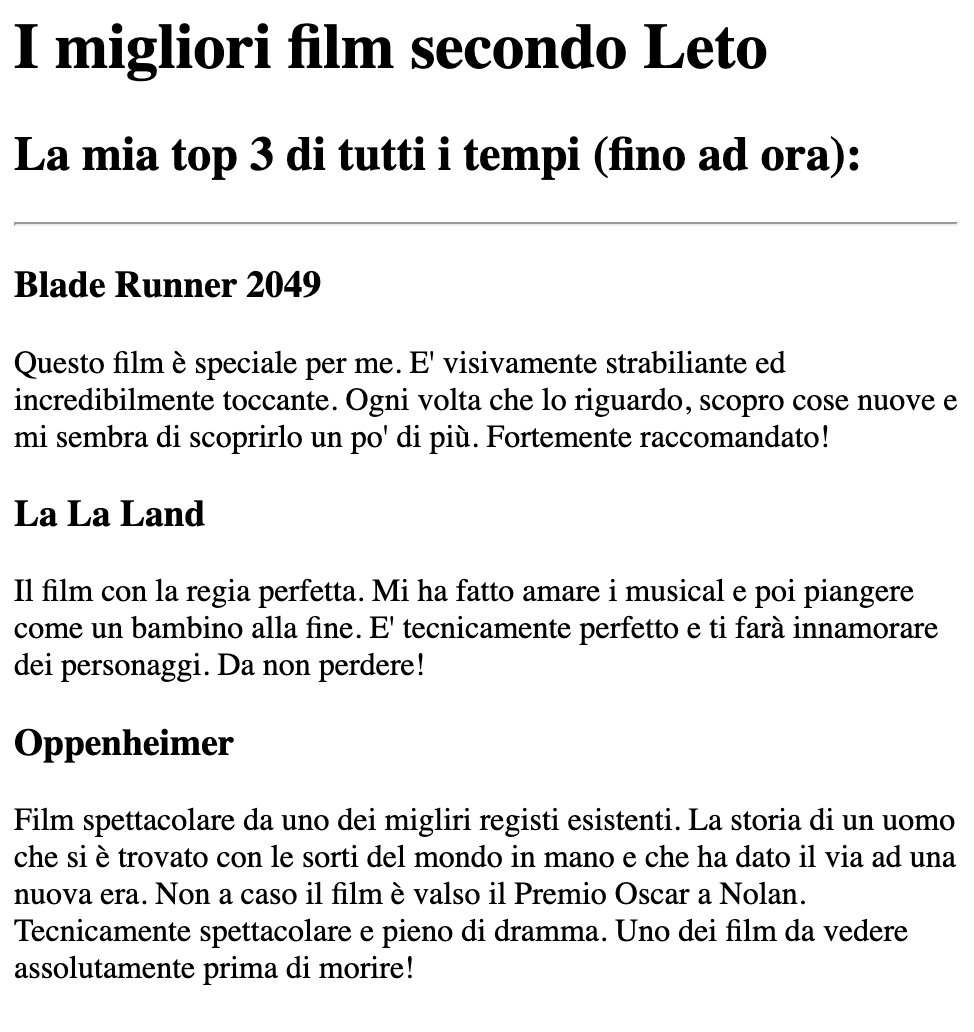 I migliori film secondo Leto
La mia top 3 di tutti i tempi (fino ad ora):
Blade Runner 2049
Questo film è speciale per me. E' visivamente strabiliante ed
incredibilmente toccante. Ogni volta che lo riguardo, scopro cose nuove e
mi sembra di scoprirlo un po' di più. Fortemente raccomandato!
La La Land
Il film con la regia perfetta. Mi ha fatto amare i musical e poi piangere
come un bambino alla fine. E' tecnicamente perfetto e ti farà innamorare
dei personaggi. Da non perdere!
Oppenheimer
Film spettacolare da uno dei migliri registi esistenti. La storia di un uomo
che si è trovato con le sorti del mondo in mano e che ha dato il via ad una
nuova era. Non a caso il film è valso il Premio Oscar a Nolan.
Tecnicamente spettacolare e pieno di dramma. Uno dei film da vedere
assolutamente prima di morire!